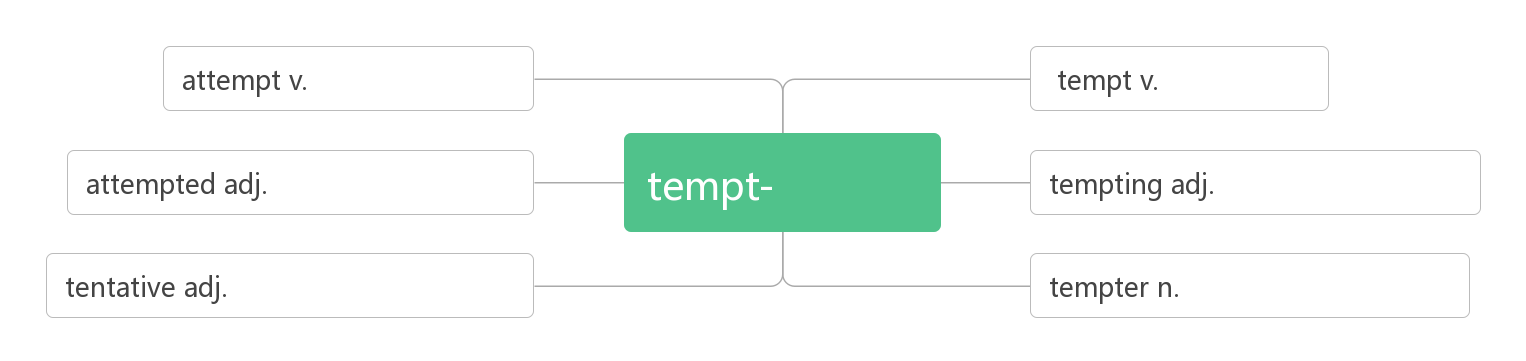 attempt v.
tempt v.
attempted adj.
tempt-
tempting adj.
tentative adj.
tempter n.